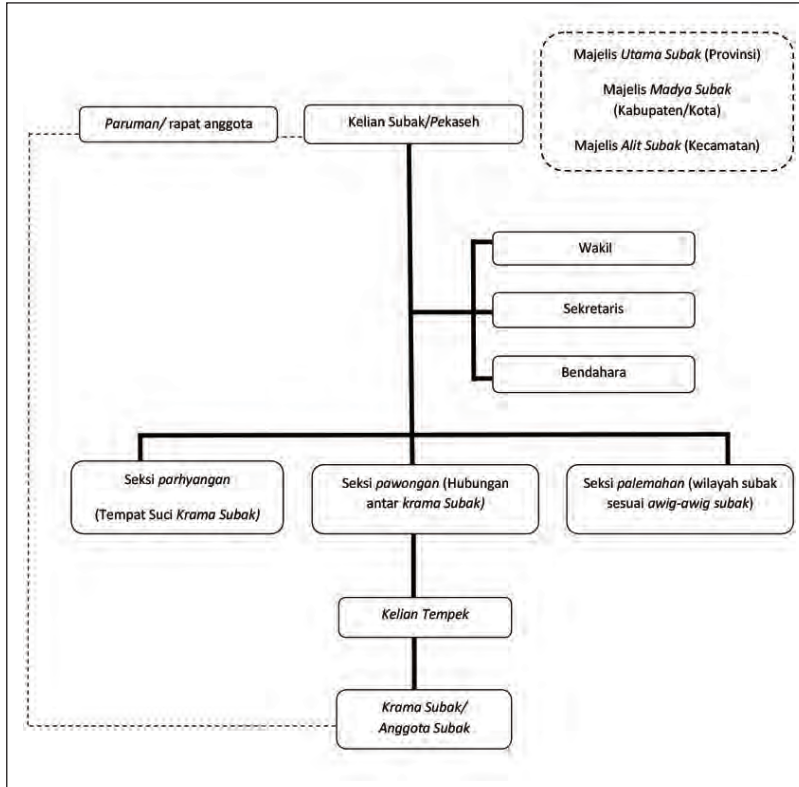 Majelis Utama Subak (Provinsi)
Majelis Madya Subak
(Kabupaten/Kota)
Majelis Alit Subak (Kecamatan)
Paruman/ rapat anggota
Kelian Subak/Pekaseh
Wakil
Sekretaris
Bendahara
Seksi parhyangan
(Tempat Suci Krama Subak)
Seksi pawongan (Hubungan
antar krama Subak)
Seksi palemahan (wilayah subak
sesuai awig-awig subak)
Kelian Tempek
Krama Subak/
Anggota Subak